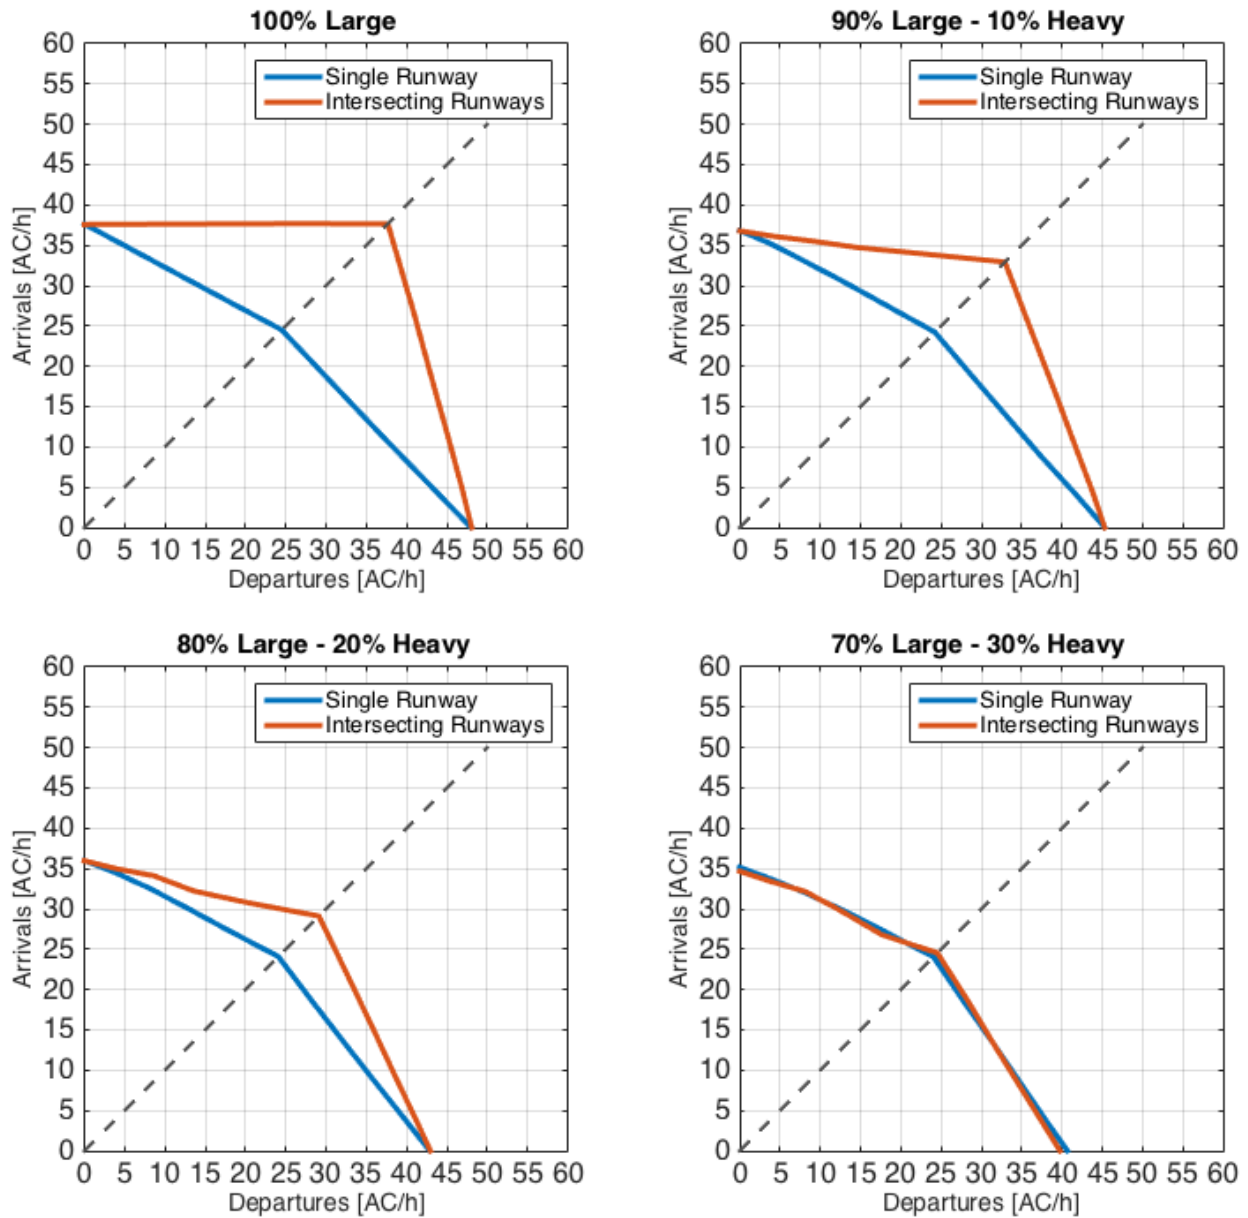 100% Large
60
55
50
45
40
35
30
25
20
15
10
5
0
Arrivals [AC/h]
Single Runway
Intersecting Runways
0 5 10 15 20 25 30 35 40 45 50 55 60
Departures [AC/h]
90% Large - 10% Heavy
60
55
50
45
40
35
30
25
20
15
10
5
0
Arrivals [AC/h]
Single Runway
Intersecting Runways
0 5 10 15 20 25 30 35 40 45 50 55 60
Departures [AC/h]
80% Large - 20% Heavy
60
55
50
45
40
35
30
25
20
15
10
5
0
Arrivals [AC/h]
Single Runway
Intersecting Runways
0 5 10 15 20 25 30 35 40 45 50 55 60
Departures [AC/h]
70% Large - 30% Heavy
60
55
50
45
40
35
30
25
20
15
10
5
0
Arrivals [AC/h]
Single Runway
Intersecting Runways
0 5 10 15 20 25 30 35 40 45 50 55 60
Departures [AC/h]